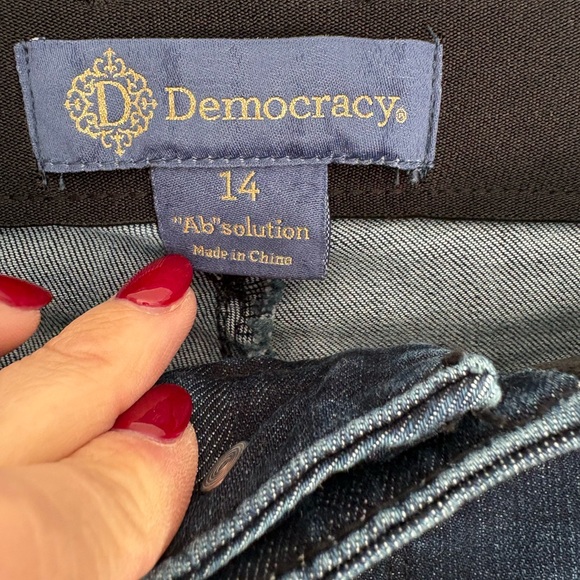 D Democracy®
14
"Ab"solution
Made in China